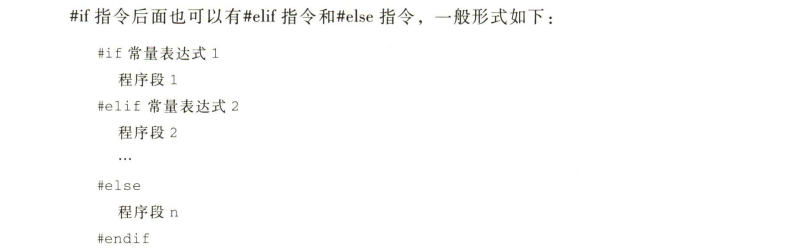 #if 指令后面也可以有#elif 指令和#else 指令，一般形式如下：
#if 常量表达式 1
程序段 1
#elif 常量表达式 2
程序段 2
…
#else
程序段 n
#endif